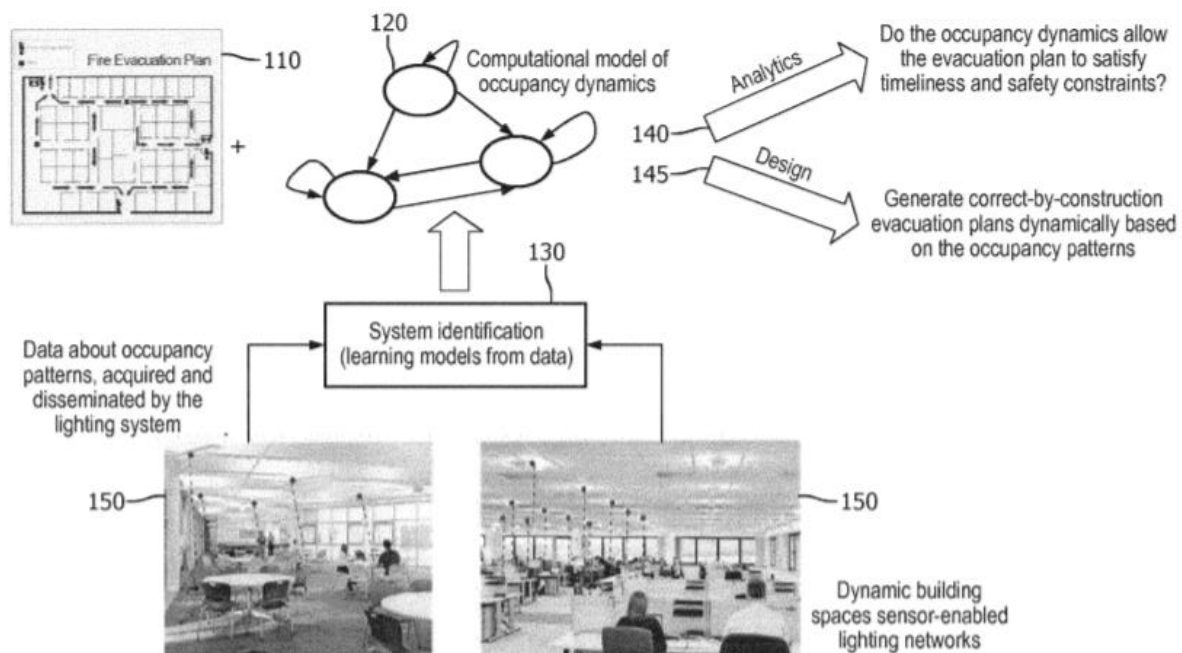 Fire Evacuation Plan
110
+
120
Computational model of
occupancy dynamics
Analytics
Do the occupancy dynamics allow
the evacuation plan to satisfy
timeliness and safety constraints?
140
145
Design
Generate correct-by-construction
evacuation plans dynamically based
on the occupancy patterns
130
System identification
(learning models from data)
Data about occupancy
patterns, acquired and
disseminated by the
lighting system
150
150
Dynamic building
spaces sensor-enabled
lighting networks